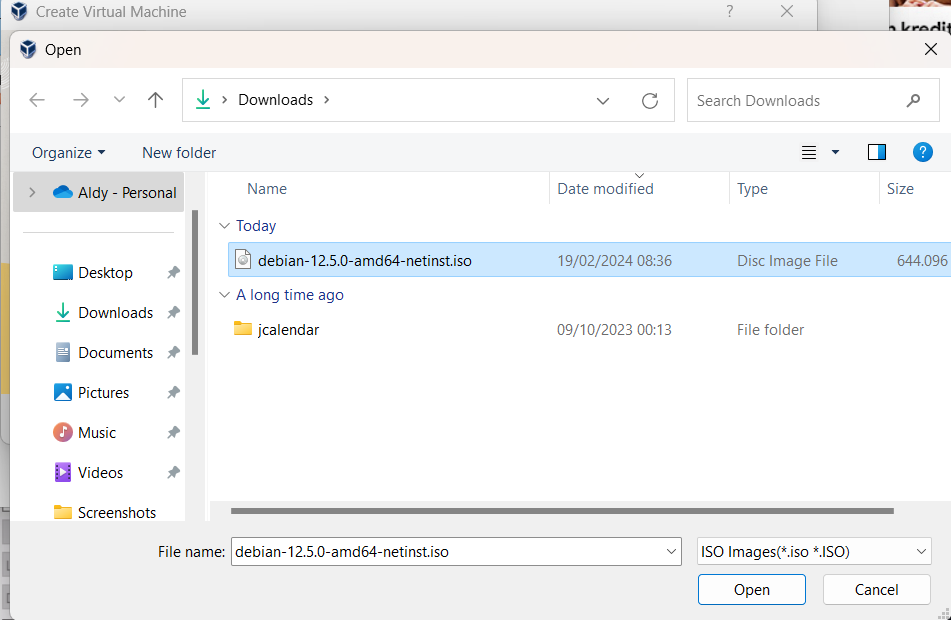 Create Virtual Machine ?
Open
Downloads
Search Downloads
Organize New folder ?
Aldy - Personal
Name Date modified Type Size
Today
debian-12.5.0-amd64-netinst.iso 19/02/2024 08:36 Disc Image File 644.096
A long time ago
jcalendar 09/10/2023 00:13 File folder
Desktop
Downloads
Documents
Pictures
Music
Videos
Screenshots
File name: debian-12.5.0-amd64-netinst.iso ISO Images(*.iso *.ISO)
Open Cancel